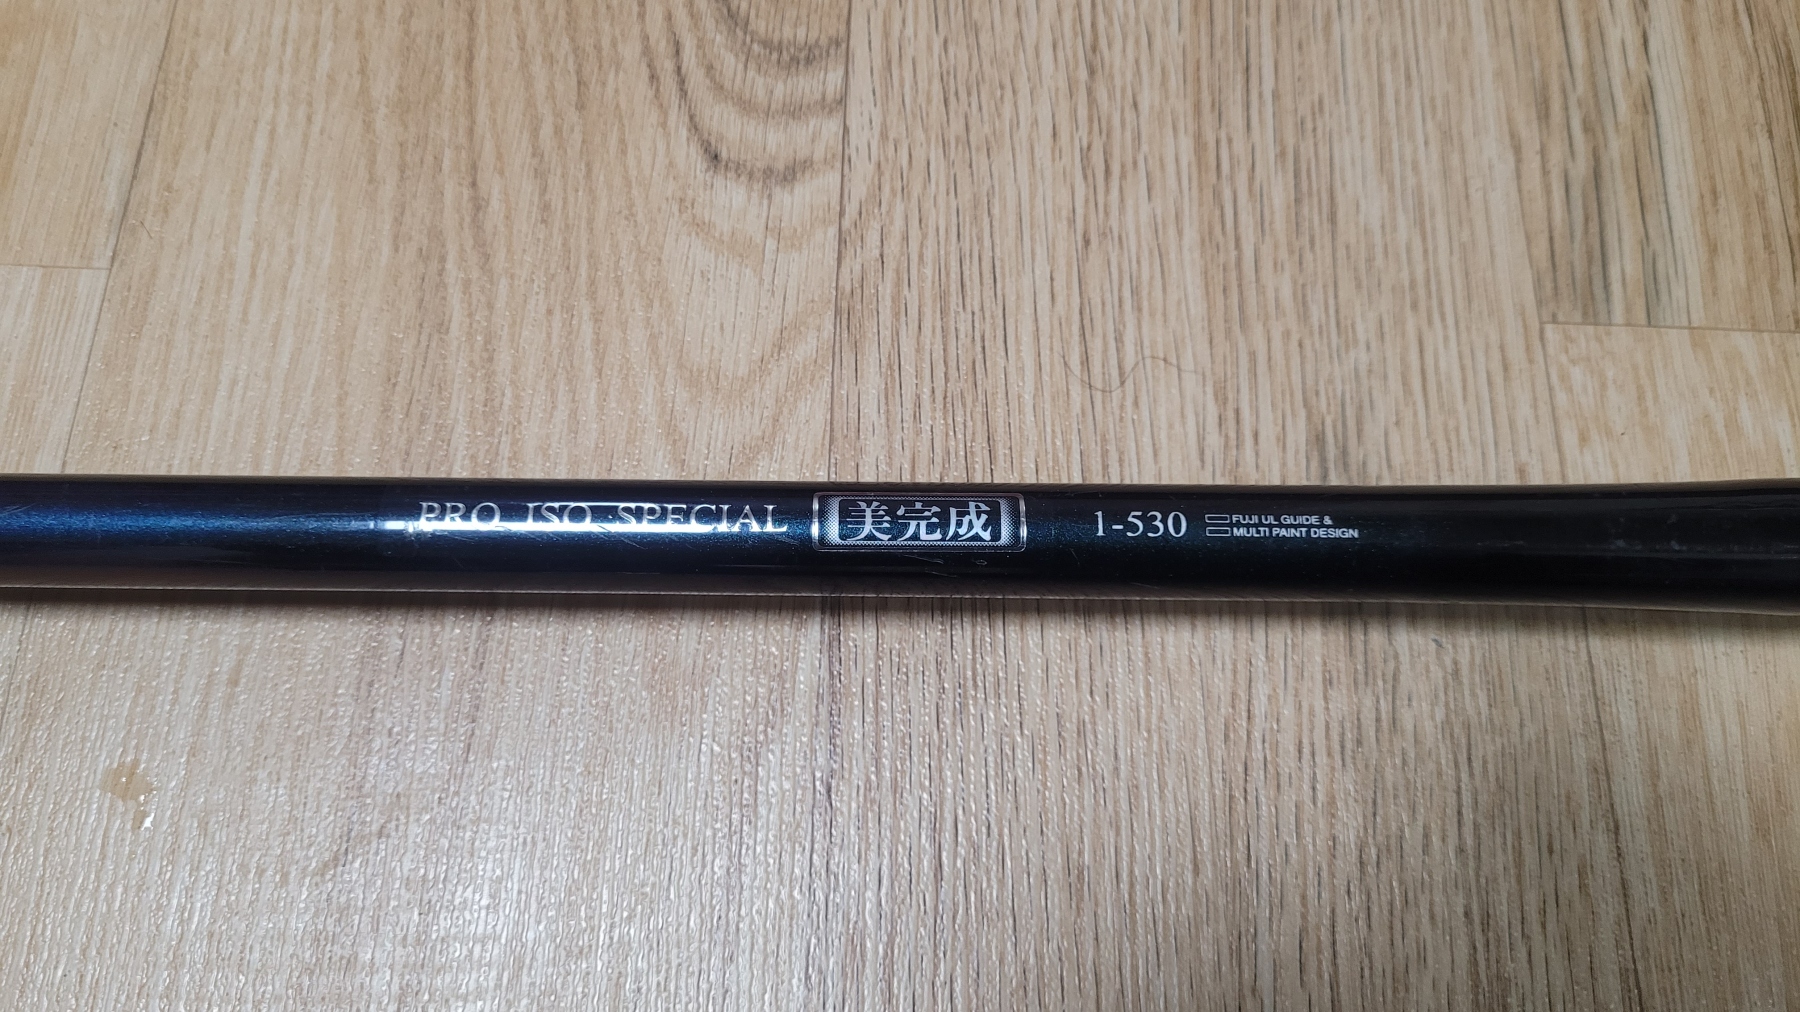 PRO ISO SPECIAL 美完成 1-530
FUJI UL GUIDE &
MULTI PAINT DESIGN